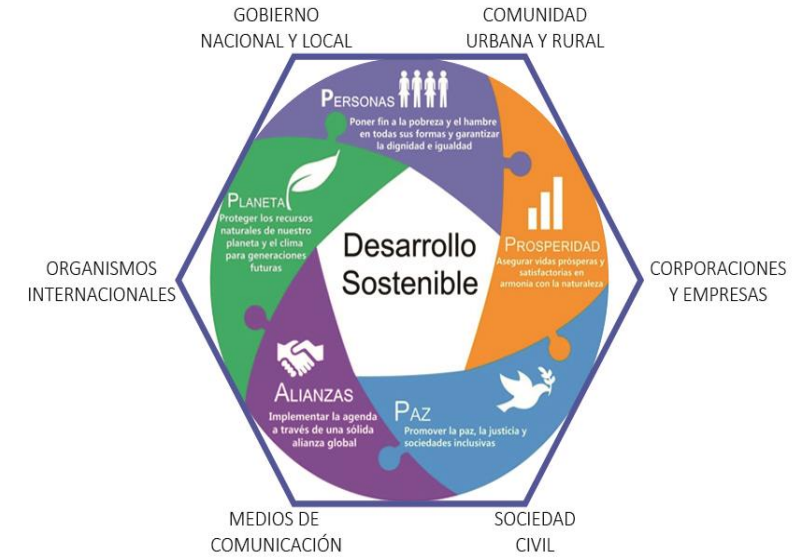 GOBIERNO
NACIONAL Y LOCAL
COMUNIDAD
URBANA Y RURAL
PERSONAS
Poner fin a la pobreza y el hambre
en todas sus formas y garantizar
la dignidad e igualdad
PLANETA
Proteger los recursos
naturales de nuestro
planeta y el clima
para generaciones
futuras
Desarrollo
Sostenible
PROSPERIDAD
Asegurar vidas prósperas y
satisfactorias en
armonía con la naturaleza
ORGANISMOS
INTERNACIONALES
CORPORACIONES
Y EMPRESAS
ALIANZAS
Implementar la agenda
a través de una sólida
alianza global
PAZ
Promover la paz, la justicia y
sociedades inclusivas
MEDIOS DE
COMUNICACIÓN
SOCIEDAD
CIVIL